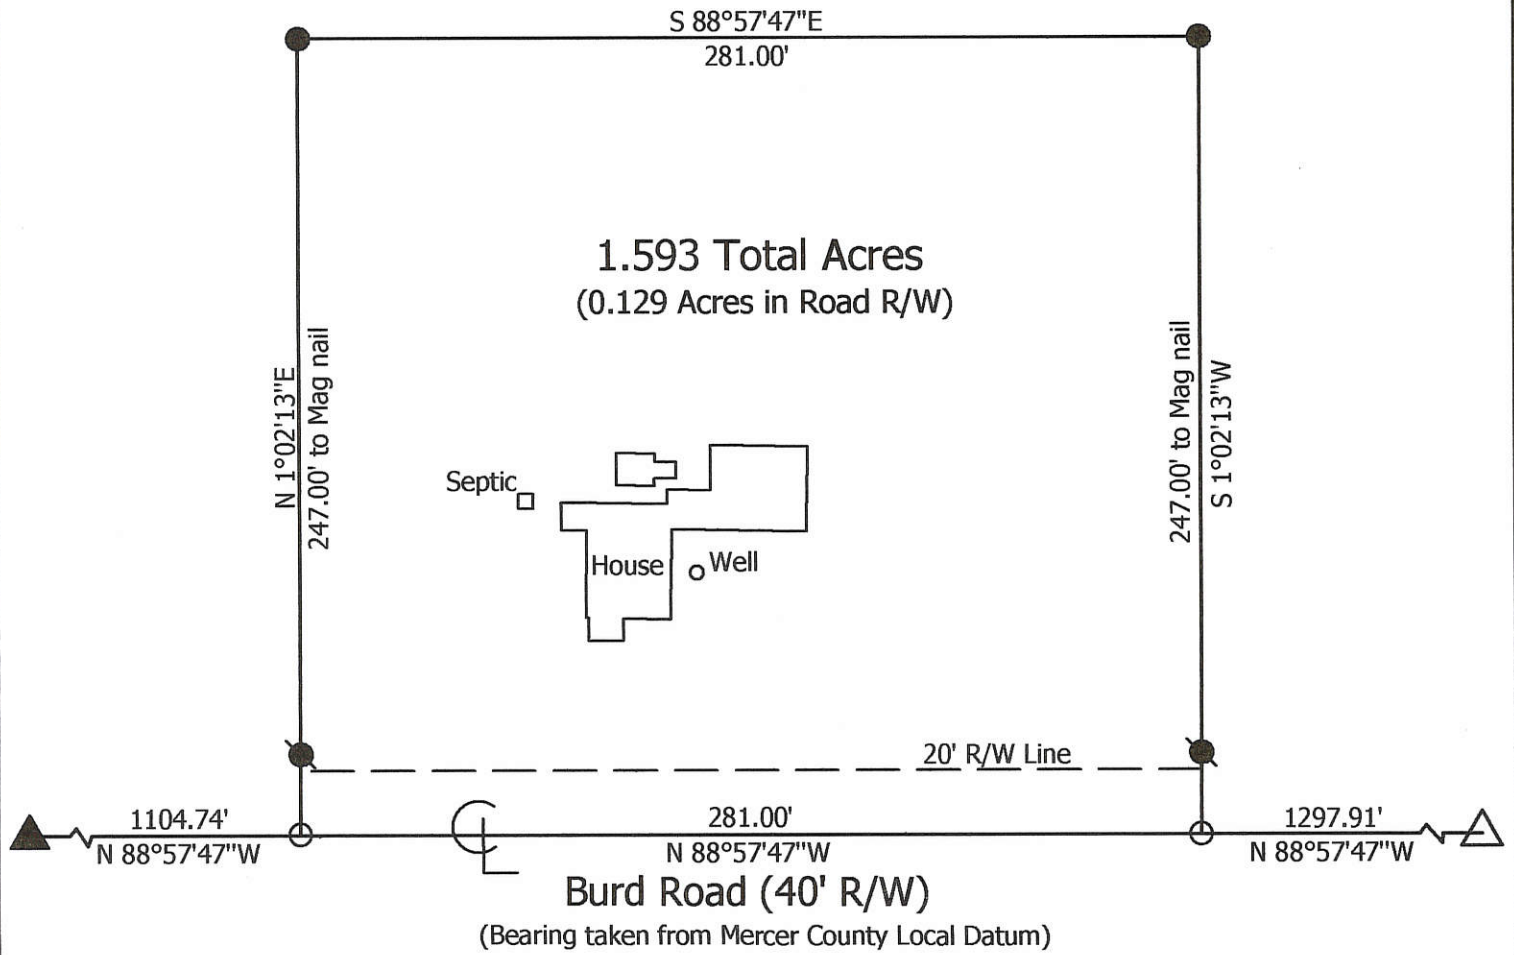 S 88°57'47"E
281.00'
1.593 Total Acres
(0.129 Acres in Road R/W)
N 1°02'13"E
247.00' to Mag nail
247.00' to Mag nail
S 1°02'13"W
Septic
House
Well
20' R/W Line
1104.74'
281.00'
1297.91'
N 88°57'47"W
N 88°57'47"W
N 88°57'47"W
Burd Road (40' R/W)
(Bearing taken from Mercer County Local Datum)